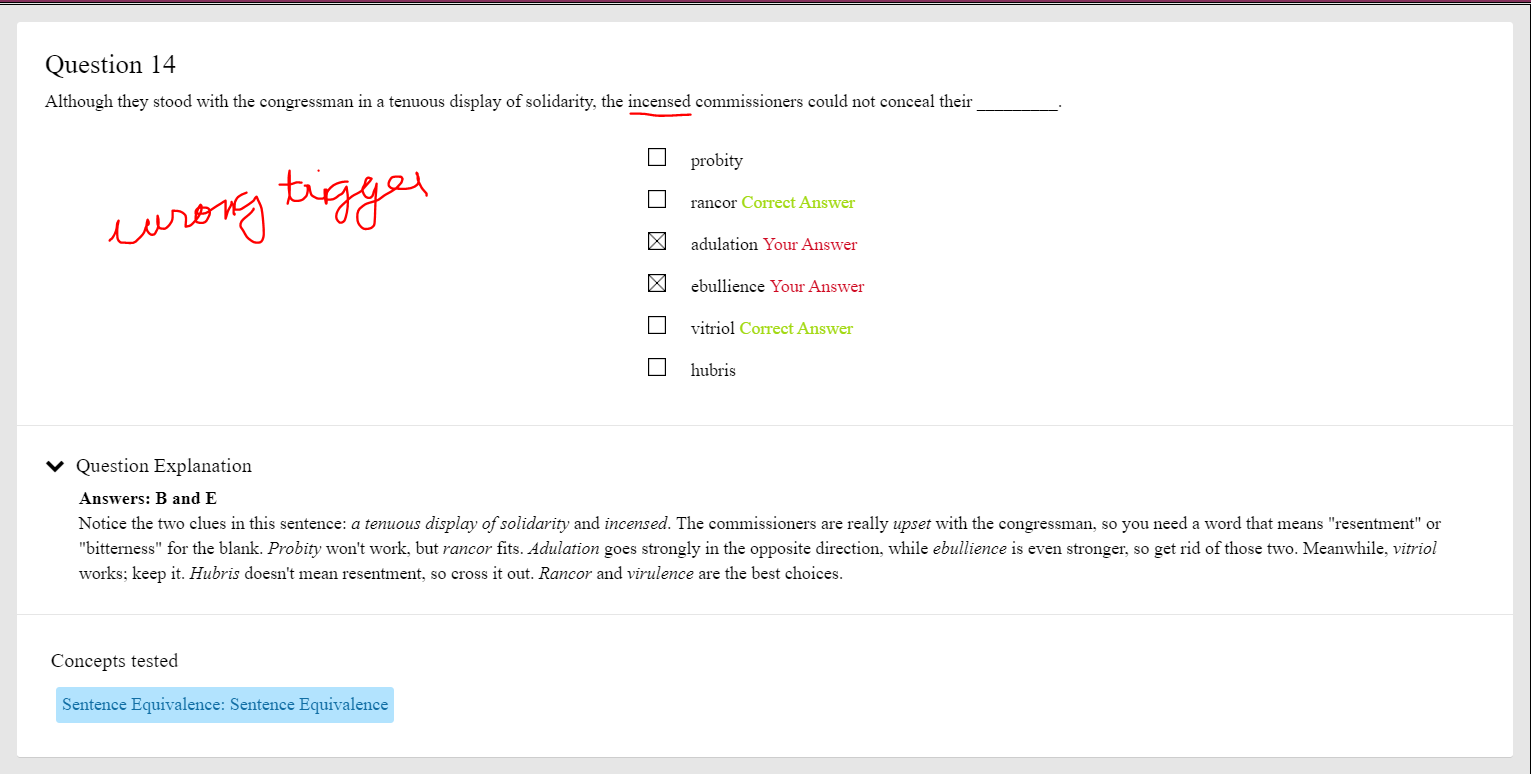 Question 14
Although they stood with the congressman in a tenuous display of solidarity, the incensed commissioners could not conceal their _________.
wrong tigger
probity
rancor Correct Answer
adulation Your Answer
ebullience Your Answer
vitriol Correct Answer
hubris
Question Explanation
Answers: B and E
Notice the two clues in this sentence: a tenuous display of solidarity and incensed. The commissioners are really upset with the congressman, so you need a word that means "resentment" or
"bitterness" for the blank. Probity won't work, but rancor fits. Adulation goes strongly in the opposite direction, while ebullience is even stronger, so get rid of those two. Meanwhile, vitriol
works; keep it. Hubris doesn't mean resentment, so cross it out. Rancor and virulence are the best choices.
Concepts tested
Sentence Equivalence: Sentence Equivalence